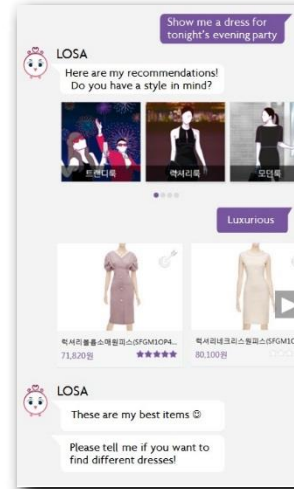 Show me a dress for
tonight's evening party
LOSA
Here are my recommendations!
Do you have a style in mind?
트랜디룩
럭셔리룩
모던룩
Luxurious
럭셔리볼륨소매원피스(SFGM1OP4...
럭셔리네크리스원피스(SFGM1O
71,820원
80,100원
LOSA
These are my best items ☺
Please tell me if you want to
find different dresses!